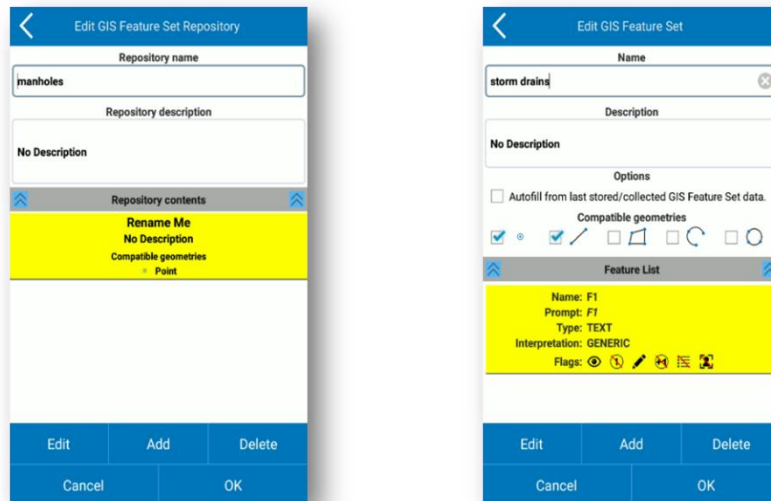 Edit GIS Feature Set Repository
Repository name
manholes
Repository description
No Description
Repository contents
Rename Me
No Description
Compatible geometries
Point
Edit Add Delete
Cancel OK
Edit GIS Feature Set
Name
storm drains
Description
No Description
Options
Autofill from last stored/collected GIS Feature Set data.
Compatible geometries
Feature List
Name: F1
Prompt: F1
Type: TEXT
Interpretation: GENERIC
Flags:
Edit Add Delete
Cancel OK